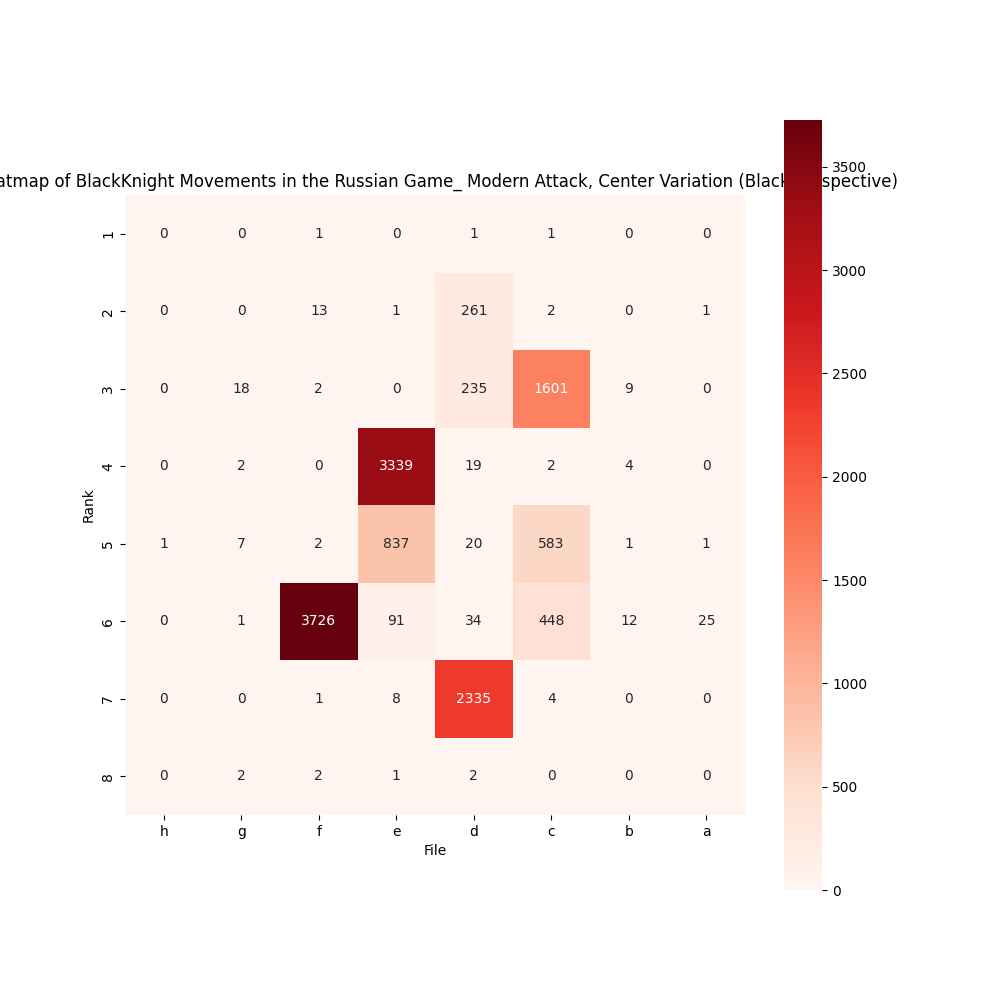 atmap of BlackKnight Movements in the Russian Game_ Modern Attack, Center Variation (Black spective)
3500
1 0 0 1 0 1 1 0 0
3000
2 0 0 13 1 261 2 0 1
2500
3 0 18 2 0 235 1601 9 0
4 0 2 0 3339 19 2 4 0
2000
Rank
5 1 7 2 837 20 583 1 1
1500
6 0 1 3726 91 34 448 12 25
1000
7 0 0 1 8 2335 4 0 0
8 0 2 2 1 2 0 0 0
500
h g f e d c b a
File
0